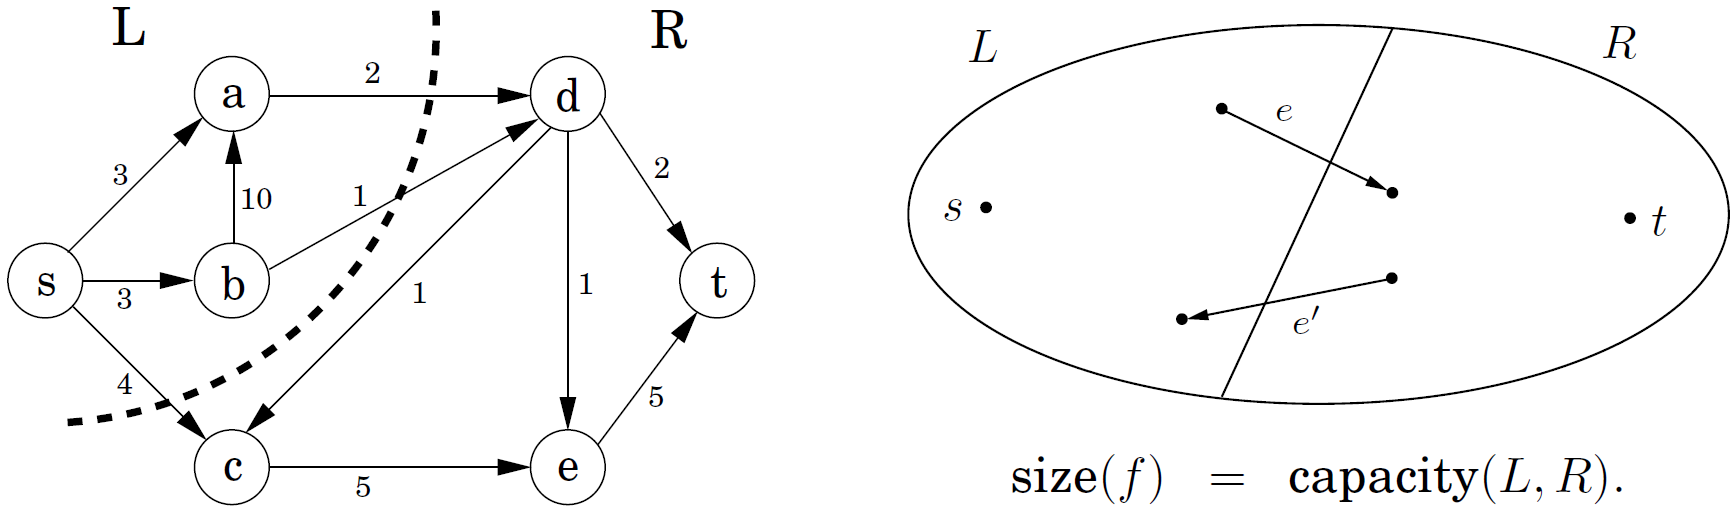 L
R
a
2
d
3
10
1
2
s
3
b
1
1
t
4
5
c
5
e
L
R
e
s
t
e′
size(f) = capacity(L, R).